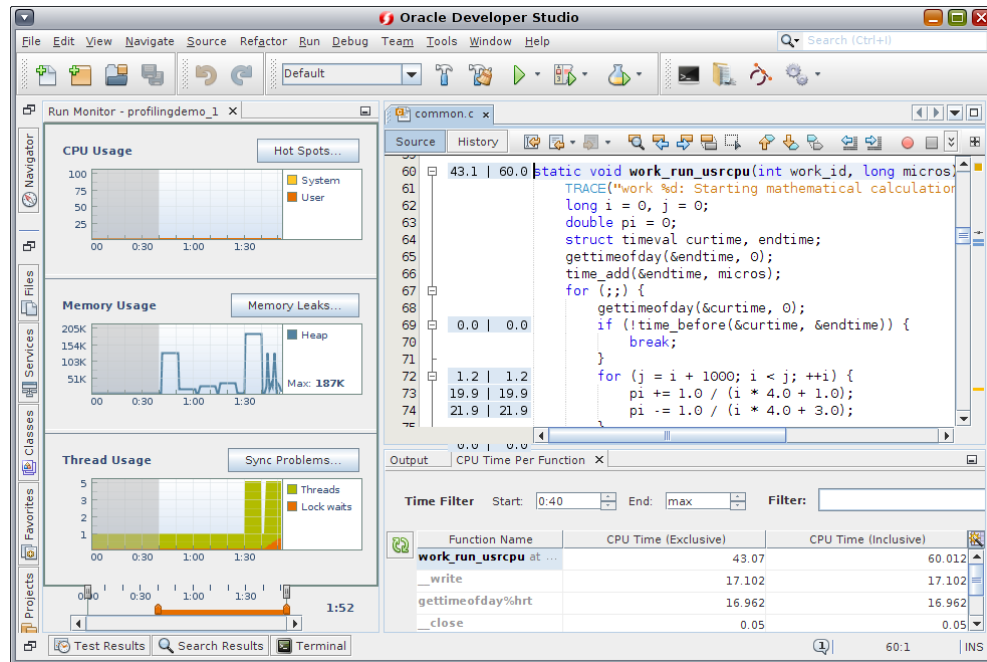 Oracle Developer Studio
File Edit View Navigate Source Refactor Run Debug Team Tools Window Help
Search (Ctrl+I)
Default
Run Monitor - profilingdemo_1
Navigator
Files
Services
Classes
Favorites
Projects
CPU Usage
Hot Spots...
100
75
50
25
System
User
00 0:30 1:00 1:30
Memory Usage
Memory Leaks...
205K
154K
103K
51K
Heap
Max: 187K
00 0:30 1:00 1:30
Thread Usage
Sync Problems...
5
3
2
1
Threads
Lock waits
00 0:30 1:00 1:30
0:30 1:00 1:30
1:52
common.c
Source History
60 43.1 | 60.0 static void work_run_usrcpu(int work_id, long micros)
61 TRACE("work %d: Starting mathematical calculation
62 long i = 0, j = 0;
63 double pi = 0;
64 struct timeval curtime, endtime;
65 gettimeofday(&endtime, 0);
66 time_add(&endtime, micros);
67 for (;;) {
68 gettimeofday(&curtime, 0);
69 0.0 | 0.0 if (!time_before(&curtime, &endtime)) {
70 break;
71 }
72 1.2 | 1.2 for (j = i + 1000; i < j; ++i) {
73 19.9 | 19.9 pi += 1.0 / (i * 4.0 + 1.0);
74 21.9 | 21.9 pi -= 1.0 / (i * 4.0 + 3.0);
75 }
0.0 | 0.0
Output CPU Time Per Function
Time Filter Start: 0:40 End: max Filter:
Function Name CPU Time (Exclusive) CPU Time (Inclusive)
work_run_usrcpu at ... 43.07 60.012
__write 17.102 17.102
gettimeofday%hrt 16.962 16.962
__close 0.05 0.05
Test Results Search Results Terminal
1 60:1 INS